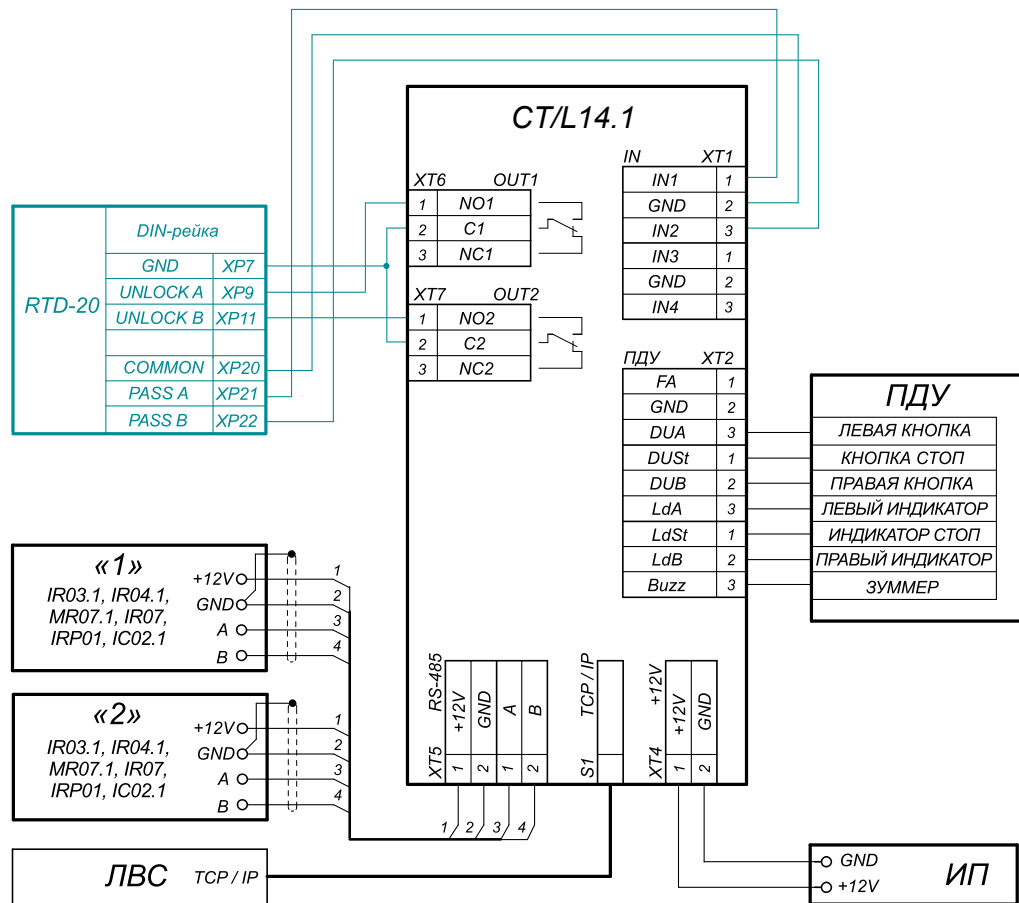 CT/L14.1
IN XT1
IN1 1
GND 2
IN2 3
IN3 1
GND 2
IN4 3
XT6 OUT1
1 NO1
2 C1
3 NC1
XT7 OUT2
1 NO2
2 C2
3 NC2
RTD-20
DIN-рейка
GND XP7
UNLOCK A XP9
UNLOCK B XP11
COMMON XP20
PASS A XP21
PASS B XP22
ПДУ XT2
FA 1
GND 2
DUA 3
DUSt 1
DUB 2
LdA 3
LdSt 1
LdB 2
Buzz 3
ПДУ
ЛЕВАЯ КНОПКА
КНОПКА СТОП
ПРАВАЯ КНОПКА
ЛЕВЫЙ ИНДИКАТОР
ИНДИКАТОР СТОП
ПРАВЫЙ ИНДИКАТОР
ЗУММЕР
«1»
IR03.1, IR04.1,
MR07.1, IR07,
IRP01, IC02.1
+12V 1
GND 2
A 3
B 4
«2»
IR03.1, IR04.1,
MR07.1, IR07,
IRP01, IC02.1
+12V 1
GND 2
A 3
B 4
XT5 RS-485
1 +12V
2 GND
1 A
2 B
1 2 3 4
S1 TCP / IP
XT4 +12V
1 +12V
2 GND
ЛВС TCP / IP
GND
+12V
ИП